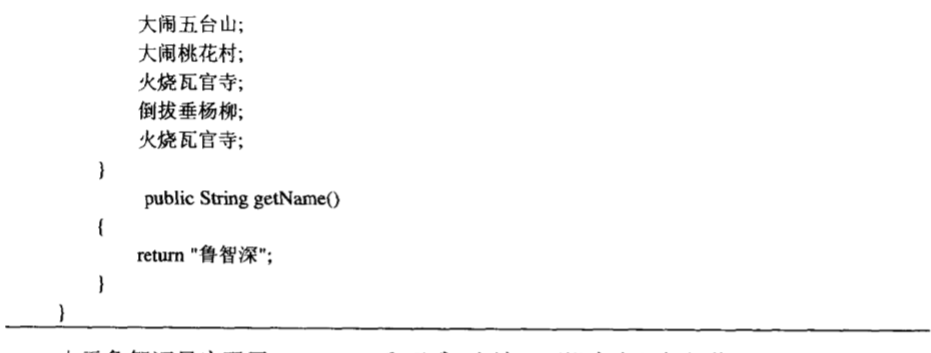 大闹五台山;
大闹桃花村;
火烧瓦官寺;
倒拔垂杨柳;
火烧瓦官寺;
}
public String getName()
{
return "鲁智深";
}
}